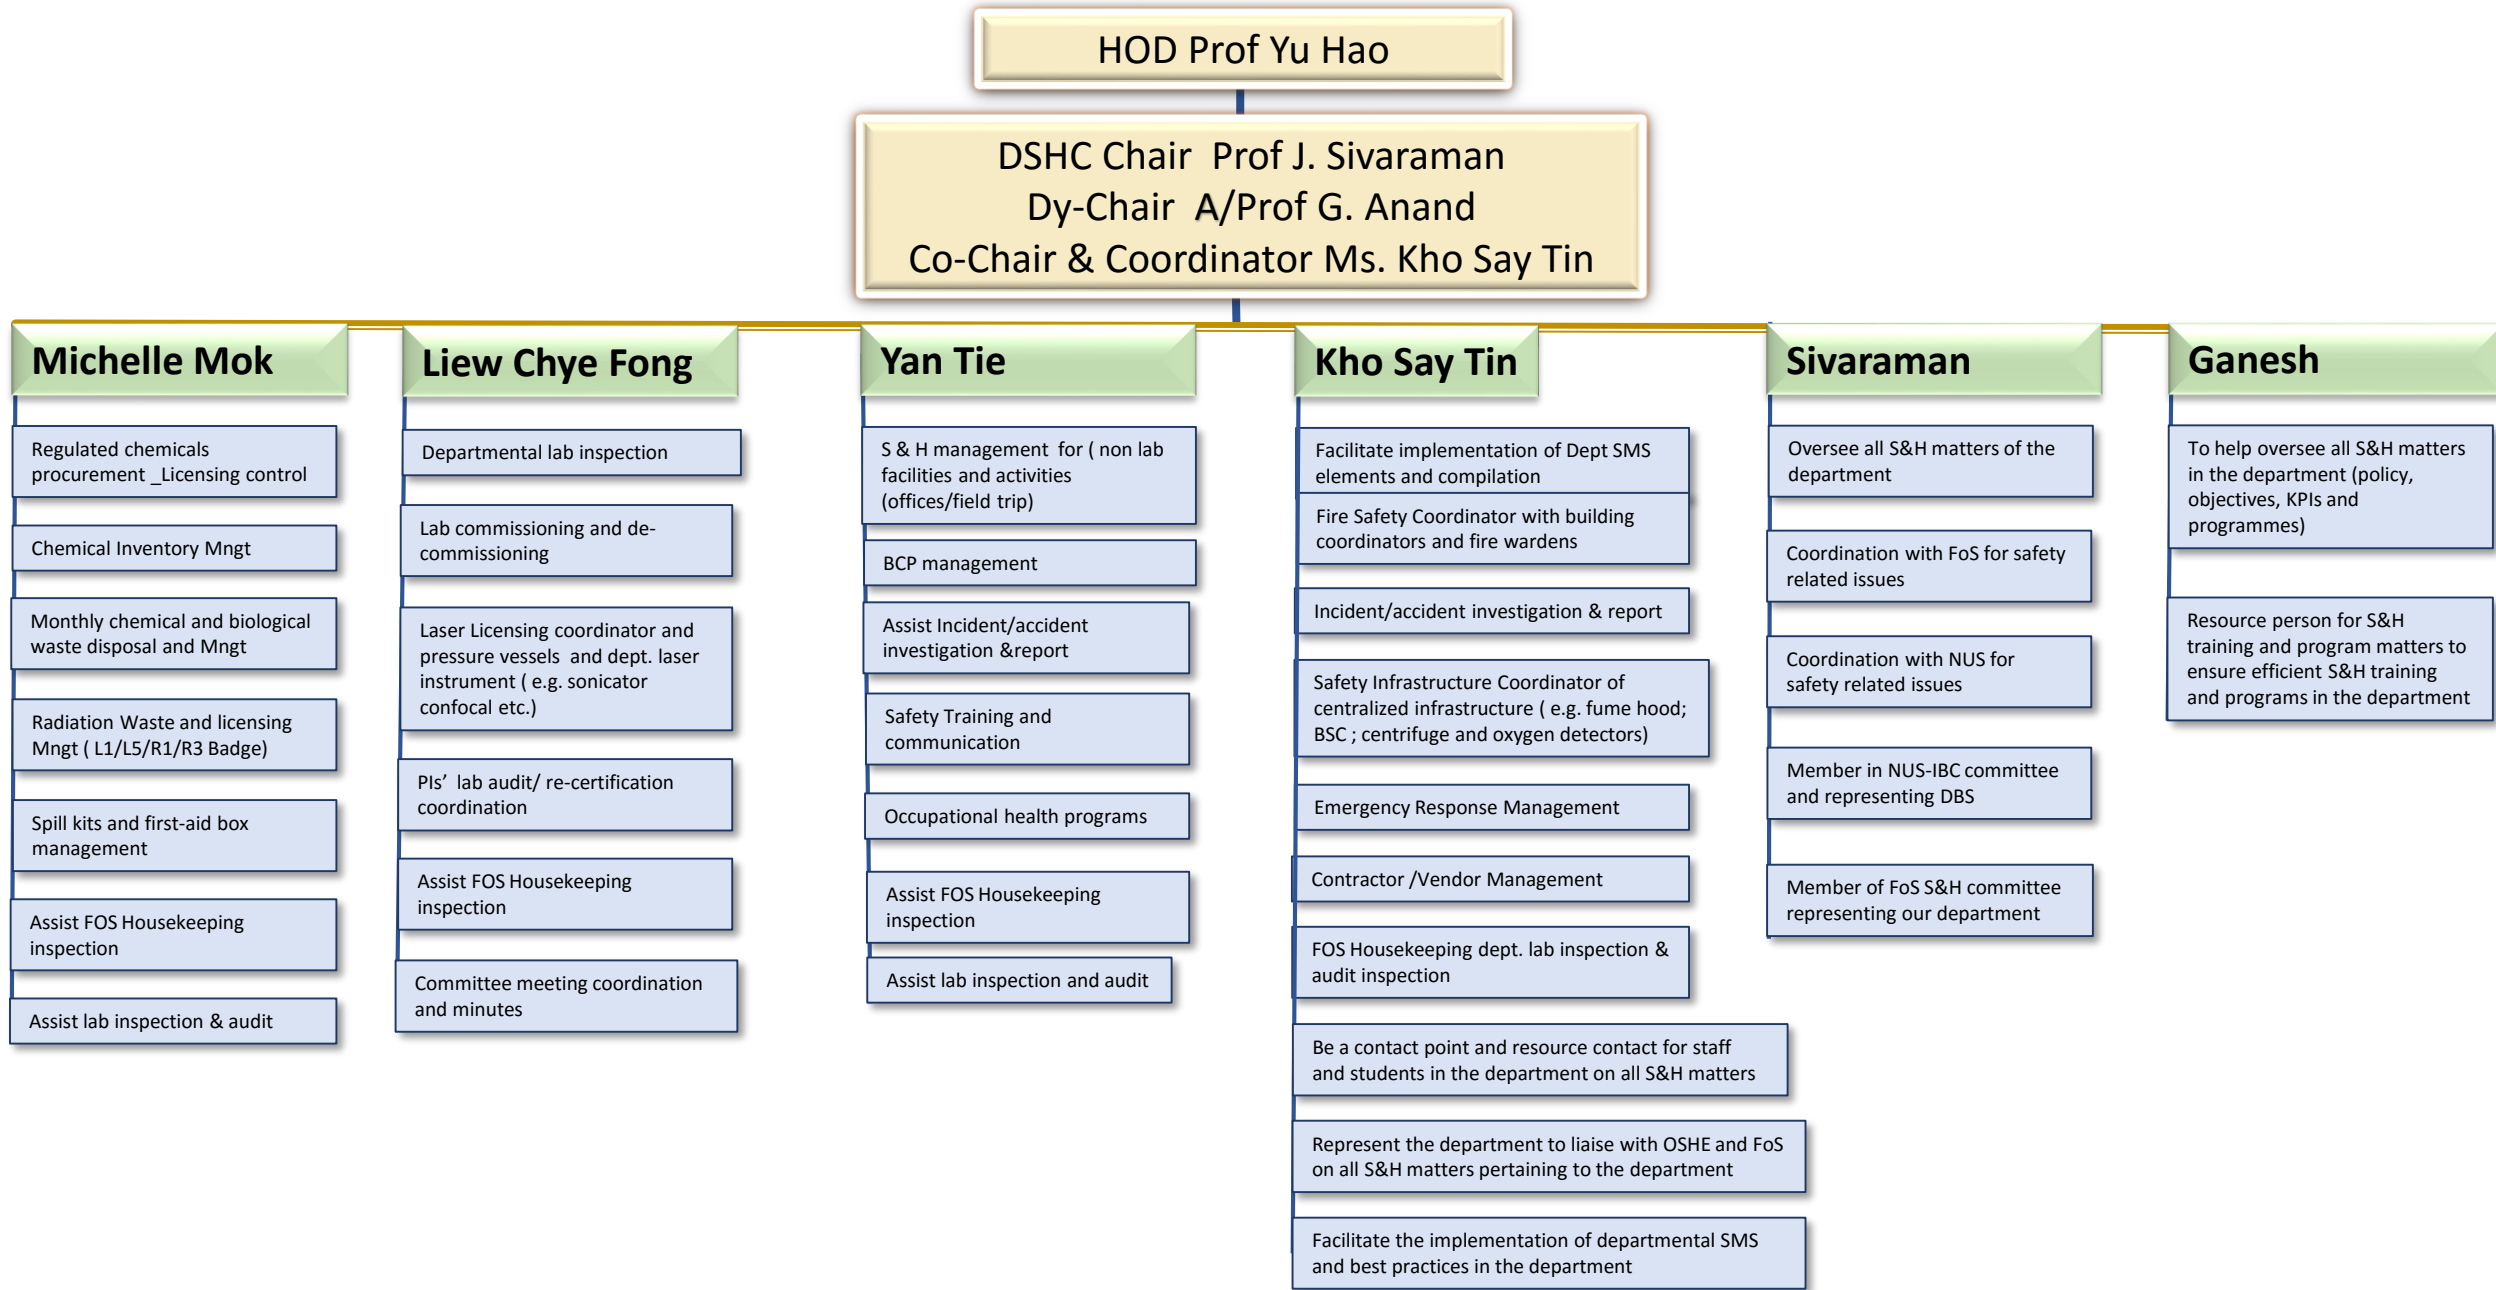 HOD Prof Yu Hao
DSHC Chair Prof J. Sivaraman
Dy-Chair A/Prof G. Anand
Co-Chair & Coordinator Ms. Kho Say Tin
Michelle Mok
Regulated chemicals
procurement _Licensing control
Chemical Inventory Mngt
Monthly chemical and biological
waste disposal and Mngt
Radiation Waste and licensing
Mngt ( L1/L5/R1/R3 Badge)
Spill kits and first-aid box
management
Assist FOS Housekeeping
inspection
Assist lab inspection & audit
Liew Chye Fong
Departmental lab inspection
Lab commissioning and de-
commissioning
Laser Licensing coordinator and
pressure vessels and dept. laser
instrument ( e.g. sonicator
confocal etc.)
PIs’ lab audit/ re-certification
coordination
Assist FOS Housekeeping
inspection
Committee meeting coordination
and minutes
Yan Tie
S & H management for ( non lab
facilities and activities
(offices/field trip)
BCP management
Assist Incident/accident
investigation &report
Safety Training and
communication
Occupational health programs
Assist FOS Housekeeping
inspection
Assist lab inspection and audit
Kho Say Tin
Facilitate implementation of Dept SMS
elements and compilation
Fire Safety Coordinator with building
coordinators and fire wardens
Incident/accident investigation & report
Safety Infrastructure Coordinator of
centralized infrastructure ( e.g. fume hood;
BSC ; centrifuge and oxygen detectors)
Emergency Response Management
Contractor /Vendor Management
FOS Housekeeping dept. lab inspection &
audit inspection
Be a contact point and resource contact for staff
and students in the department on all S&H matters
Represent the department to liaise with OSHE and FoS
on all S&H matters pertaining to the department
Facilitate the implementation of departmental SMS
and best practices in the department
Sivaraman
Oversee all S&H matters of the
department
Coordination with FoS for safety
related issues
Coordination with NUS for
safety related issues
Member in NUS-IBC committee
and representing DBS
Member of FoS S&H committee
representing our department
Ganesh
To help oversee all S&H matters
in the department (policy,
objectives, KPIs and
programmes)
Resource person for S&H
training and program matters to
ensure efficient S&H training
and programs in the department